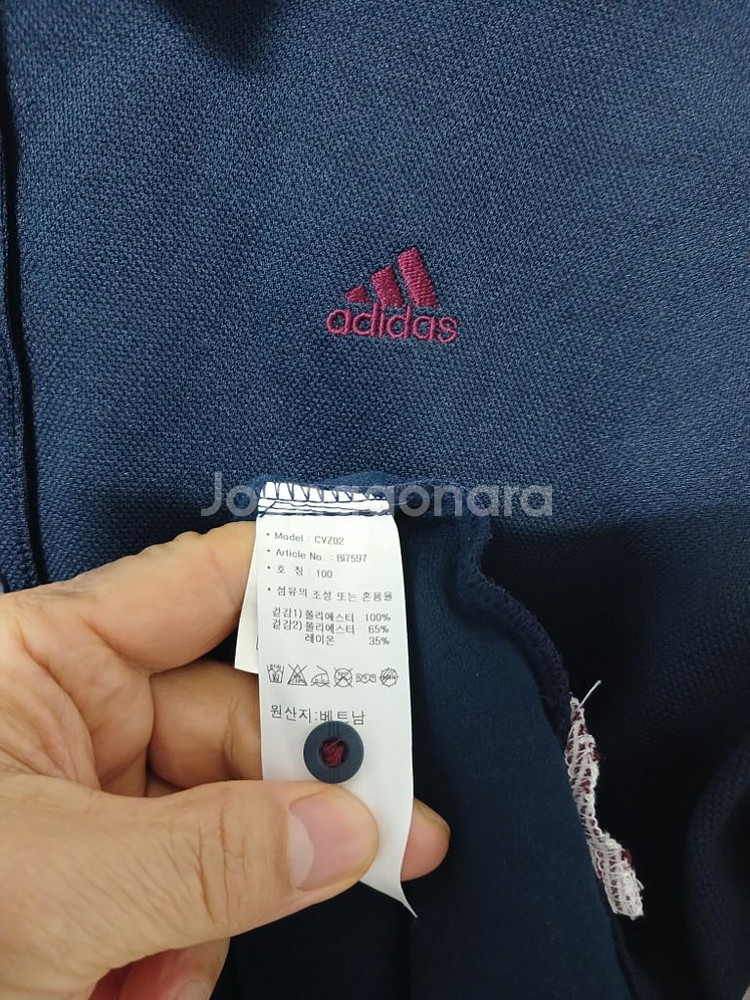 adidas
Joonggonara
• Model : CVZ02
• Article No. : BI7597
• 호 칭 : 100
• 섬유의 조성 또는 혼용율
겉감1) 폴리에스터 100%
겉감2) 폴리에스터 65%
레이온 35%
원산지:베트남